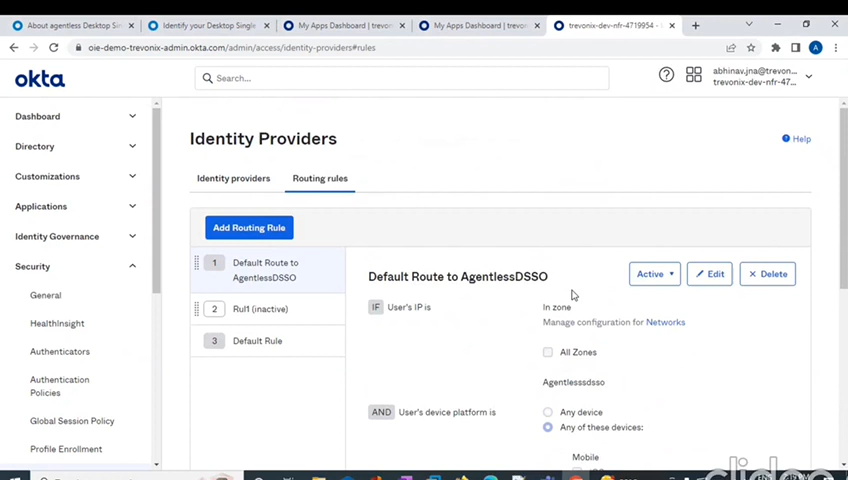 About agentless Desktop Sin
Identify your Desktop Single
My Apps Dashboard | trevon
My Apps Dashboard | trevon
trevonix-dev-nfr-4719954 -
oie-demo-trevonix-admin.okta.com/admin/access/identity-providers#rules
A
okta
Search...
abhinav.jna@trevon...
trevonix-dev-nfr-47...
Dashboard
Directory
Customizations
Applications
Identity Governance
Security
General
HealthInsight
Authenticators
Authentication
Policies
Global Session Policy
Profile Enrollment
Identity Providers
Help
Identity providers
Routing rules
Add Routing Rule
1 Default Route to
AgentlessDSSO
2 Rul1 (inactive)
3 Default Rule
Default Route to AgentlessDSSO
Active
Edit
Delete
IF User's IP is
In zone
Manage configuration for Networks
All Zones
Agentlesssdsso
AND User's device platform is
Any device
Any of these devices:
Mobile